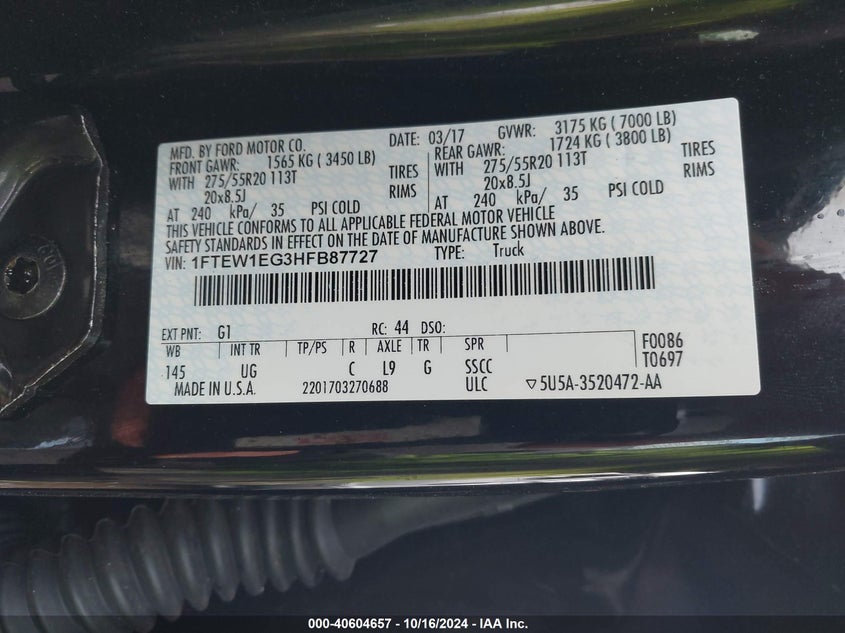 MFD. BY FORD MOTOR CO. DATE: 03/17 GVWR: 3175 KG ( 7000 LB)
FRONT GAWR: 1565 KG ( 3450 LB) REAR GAWR: 1724 KG ( 3800 LB)
WITH 275/55R20 113T TIRES WITH 275/55R20 113T TIRES
20x8.5J RIMS 20x8.5J RIMS
AT 240 kPa/ 35 PSI COLD AT 240 kPa/ 35 PSI COLD
THIS VEHICLE CONFORMS TO ALL APPLICABLE FEDERAL MOTOR VEHICLE
SAFETY STANDARDS IN EFFECT ON THE DATE OF MANUFACTURE SHOWN ABOVE.
VIN: 1FTEW1EG3HFB87727 TYPE: Truck
EXT PNT: G1 RC: 44 DSO:
WB INT TR TP/PS R AXLE TR SPR F0086
145 UG C L9 G SSCC T0697
MADE IN U.S.A. 2201703270688 ULC ▽5U5A-3520472-AA
000-40604657 - 10/16/2024 - IAA Inc.